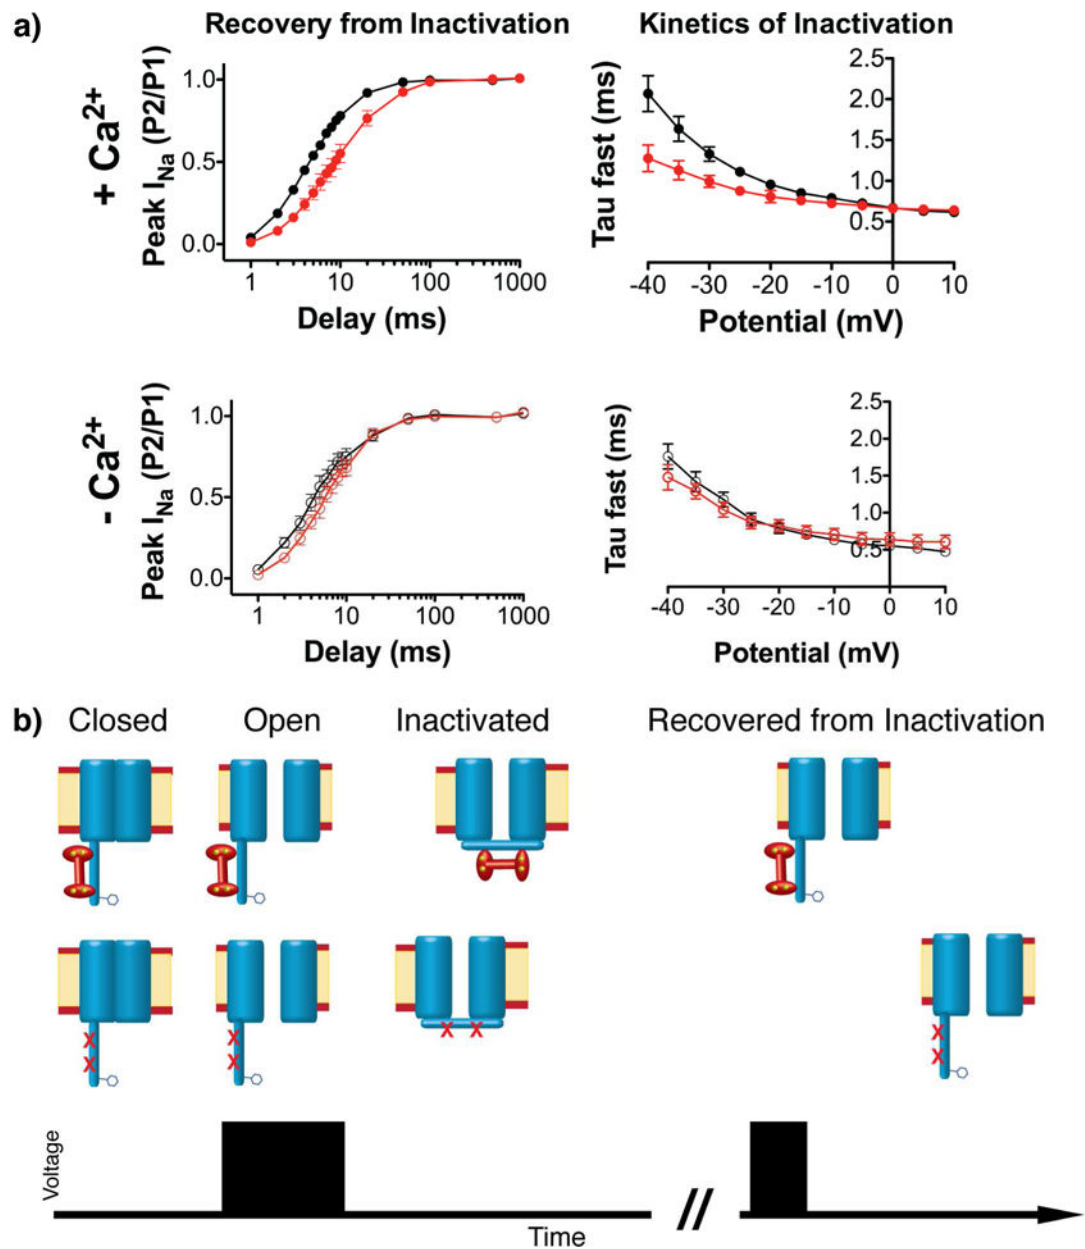 a)
Recovery from Inactivation
Kinetics of Inactivation
+ Ca²⁺
Peak I_Na (P2/P1)
1.0
0.5
0.0
1 10 100 1000
Delay (ms)
Tau fast (ms)
2.5
2.0
1.5
1.0
0.5
-40 -30 -20 -10 0 10
Potential (mV)
- Ca²⁺
Peak I_Na (P2/P1)
1.0
0.5
0.0
1 10 100 1000
Delay (ms)
Tau fast (ms)
2.5
2.0
1.5
1.0
0.5
-40 -30 -20 -10 0 10
Potential (mV)
b)
Closed
Open
Inactivated
Recovered from Inactivation
X
X
X
X
X X
X
X
Voltage
//
Time